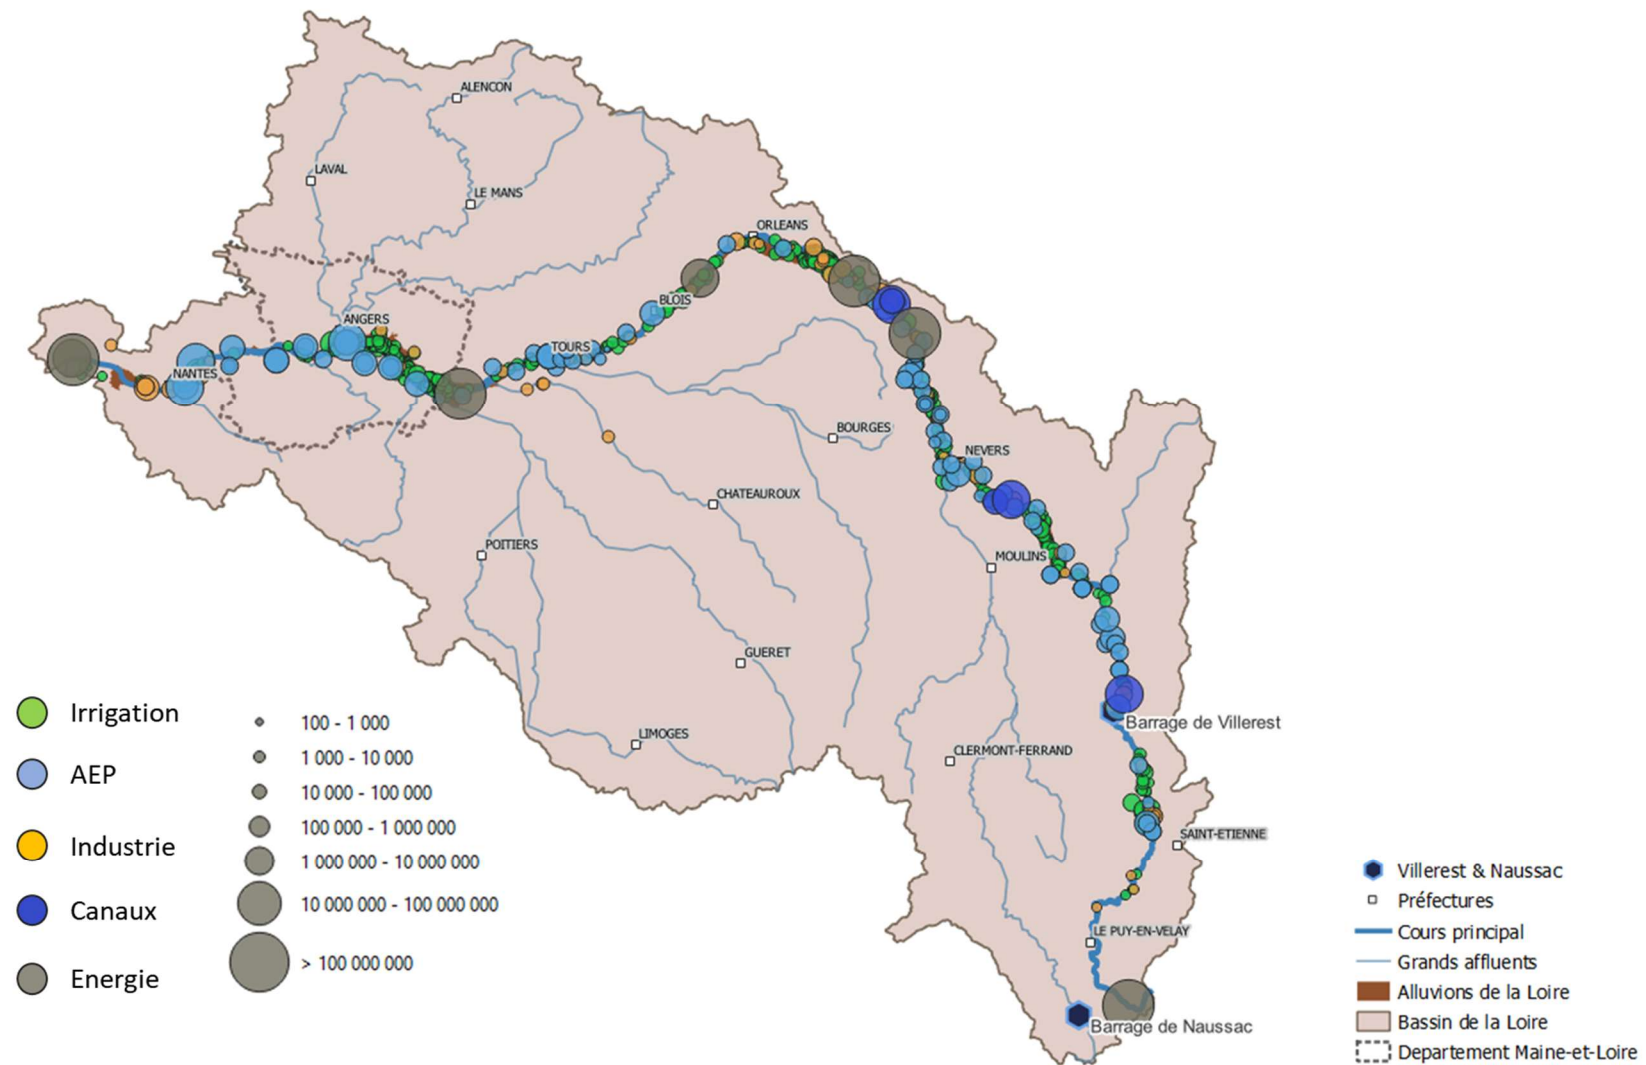 ALENCON
LAVAL
LE MANS
ORLEANS
BLOIS
ANGERS
TOURS
NANTES
BOURGES
NEVERS
CHATEAUROUX
POITIERS
MOULINS
GUERET
LIMOGES
Barrage de Villerest
CLERMONT-FERRAND
SAINT-ETIENNE
LE PUY-EN-VELAY
Barrage de Naussac
Irrigation
AEP
Industrie
Canaux
Energie
100 - 1 000
1 000 - 10 000
10 000 - 100 000
100 000 - 1 000 000
1 000 000 - 10 000 000
10 000 000 - 100 000 000
> 100 000 000
Villerest & Naussac
Préfectures
Cours principal
Grands affluents
Alluvions de la Loire
Bassin de la Loire
Departement Maine-et-Loire